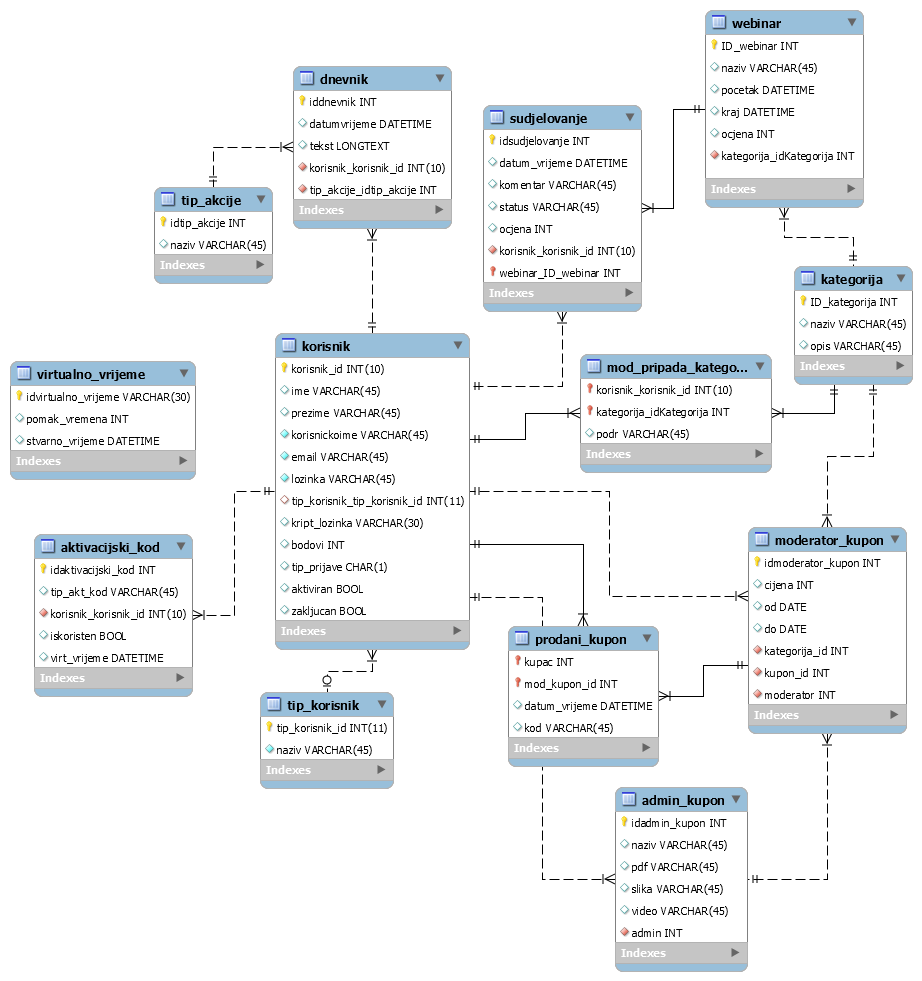 webinar
ID_webinar INT
naziv VARCHAR(45)
pocetak DATETIME
kraj DATETIME
ocjena INT
kategorija_idKategorija INT
Indexes
dnevnik
iddnevnik INT
datumvrijeme DATETIME
tekst LONGTEXT
korisnik_korisnik_id INT(10)
tip_akcije_idtip_akcije INT
Indexes
sudjelovanje
idsudjelovanje INT
datum_vrijeme DATETIME
komentar VARCHAR(45)
status VARCHAR(45)
ocjena INT
korisnik_korisnik_id INT(10)
webinar_ID_webinar INT
Indexes
tip_akcije
idtip_akcije INT
naziv VARCHAR(45)
Indexes
kategorija
ID_kategorija INT
naziv VARCHAR(45)
opis VARCHAR(45)
Indexes
korisnik
korisnik_id INT(10)
ime VARCHAR(45)
prezime VARCHAR(45)
korisnickoime VARCHAR(45)
email VARCHAR(45)
lozinka VARCHAR(45)
tip_korisnik_tip_korisnik_id INT(11)
kript_lozinka VARCHAR(30)
bodovi INT
tip_prijave CHAR(1)
aktiviran BOOL
zakljucan BOOL
Indexes
mod_pripada_katego...
korisnik_korisnik_id INT(10)
kategorija_idKategorija INT
podr VARCHAR(45)
Indexes
virtualno_vrijeme
idvirtualno_vrijeme VARCHAR(30)
pomak_vremena INT
stvarno_vrijeme DATETIME
Indexes
aktivacijski_kod
idaktivacijski_kod INT
tip_akt_kod VARCHAR(45)
korisnik_korisnik_id INT(10)
iskoristen BOOL
virt_vrijeme DATETIME
Indexes
moderator_kupon
idmoderator_kupon INT
cijena INT
od DATE
do DATE
kategorija_id INT
kupon_id INT
moderator INT
Indexes
prodani_kupon
kupac INT
mod_kupon_id INT
datum_vrijeme DATETIME
kod VARCHAR(45)
Indexes
tip_korisnik
tip_korisnik_id INT(11)
naziv VARCHAR(45)
Indexes
admin_kupon
idadmin_kupon INT
naziv VARCHAR(45)
pdf VARCHAR(45)
slika VARCHAR(45)
video VARCHAR(45)
admin INT
Indexes